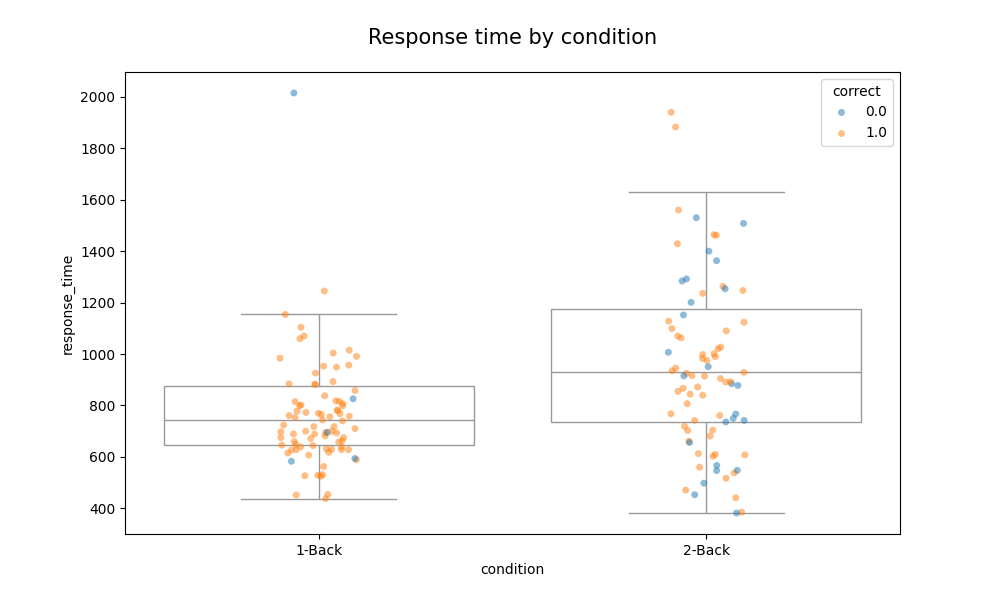 Response time by condition
correct
0.0
1.0
2000
1800
1600
1400
1200
1000
800
600
400
response_time
1-Back
2-Back
condition